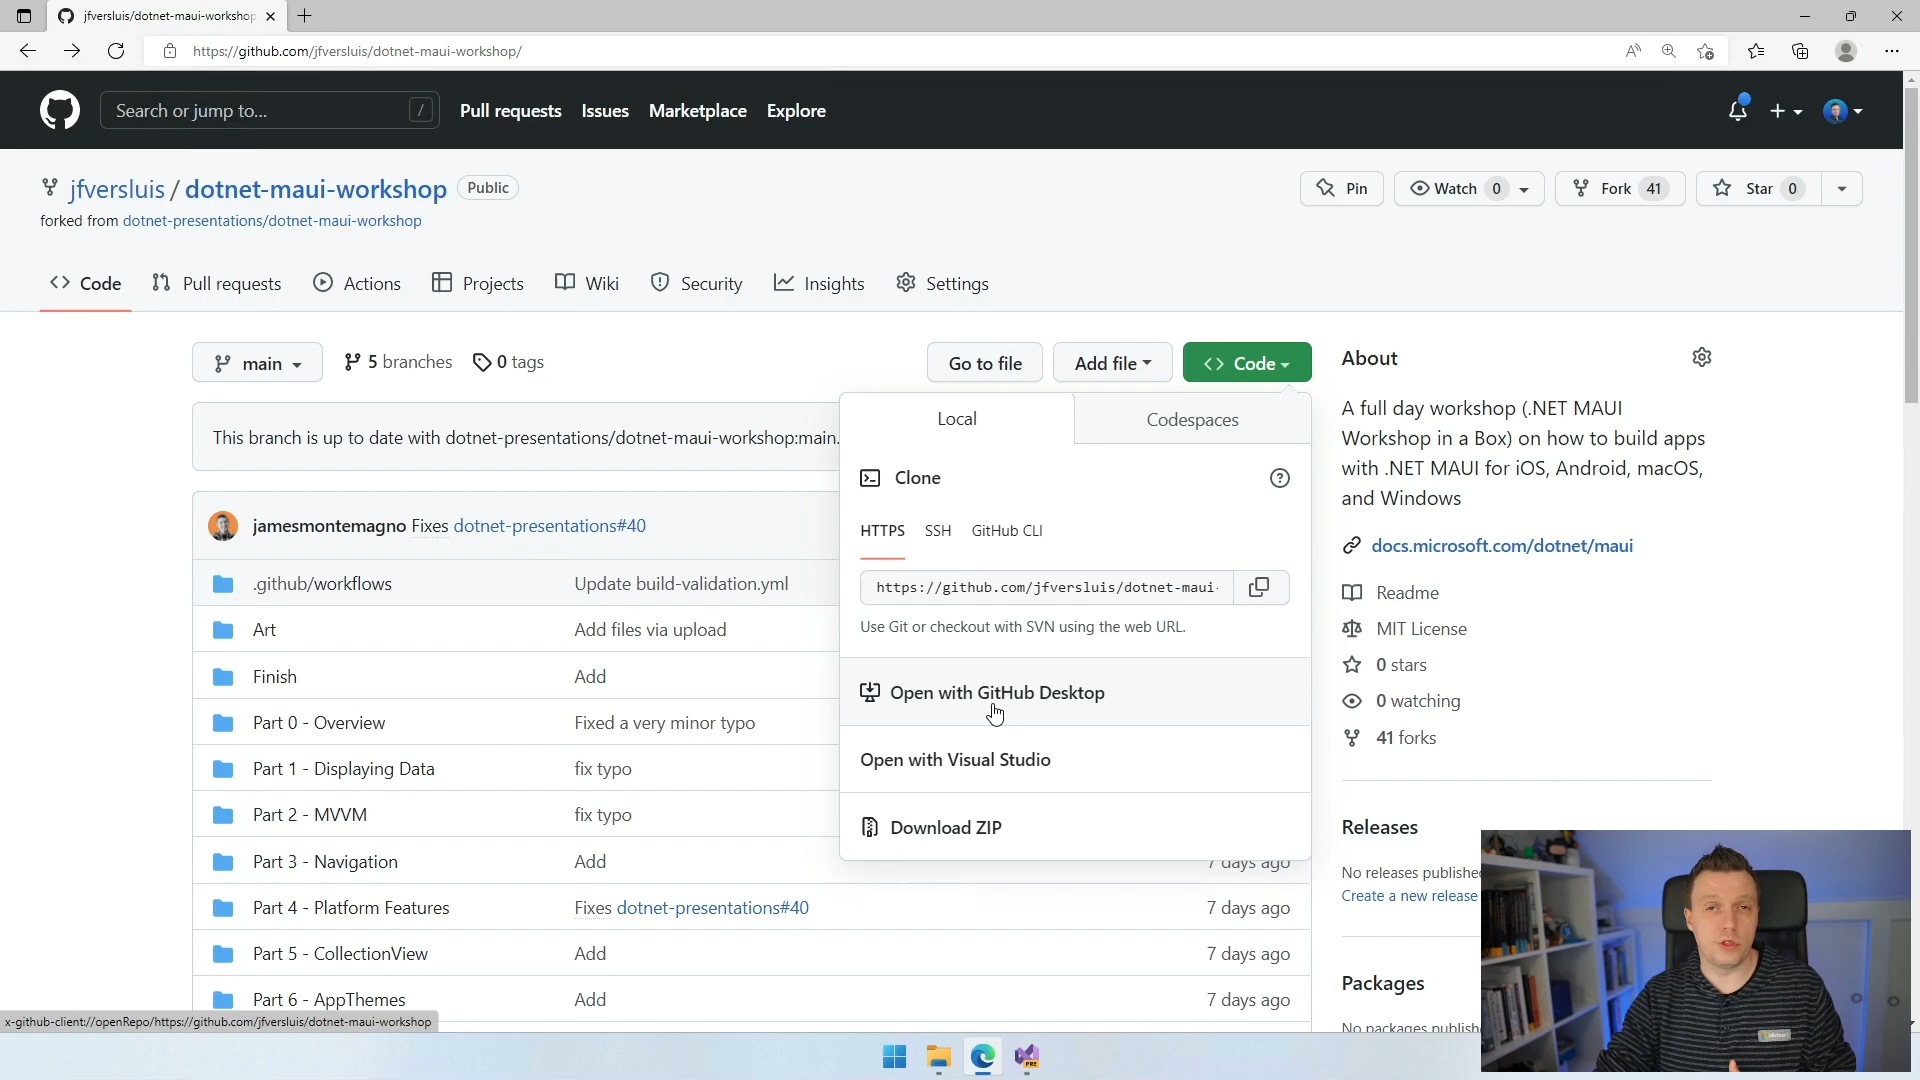 jfversluis/dotnet-maui-workshop
https://github.com/jfversluis/dotnet-maui-workshop/
Search or jump to...
/
Pull requests
Issues
Marketplace
Explore
jfversluis / dotnet-maui-workshop
Public
Pin
Watch 0
Fork 41
Star 0
forked from dotnet-presentations/dotnet-maui-workshop
Code
Pull requests
Actions
Projects
Wiki
Security
Insights
Settings
main
5 branches
0 tags
Go to file
Add file
Code
This branch is up to date with dotnet-presentations/dotnet-maui-workshop:main.
jamesmontemagno Fixes dotnet-presentations#40
.github/workflows
Update build-validation.yml
Art
Add files via upload
Finish
Add
Part 0 - Overview
Fixed a very minor typo
Part 1 - Displaying Data
fix typo
Part 2 - MVVM
fix typo
Part 3 - Navigation
Add
7 days ago
Part 4 - Platform Features
Fixes dotnet-presentations#40
7 days ago
Part 5 - CollectionView
Add
7 days ago
Part 6 - AppThemes
Add
7 days ago
Local
Codespaces
Clone
HTTPS
SSH
GitHub CLI
https://github.com/jfversluis/dotnet-maui-
Use Git or checkout with SVN using the web URL.
Open with GitHub Desktop
Open with Visual Studio
Download ZIP
About
A full day workshop (.NET MAUI
Workshop in a Box) on how to build apps
with .NET MAUI for iOS, Android, macOS,
and Windows
docs.microsoft.com/dotnet/maui
Readme
MIT License
0 stars
0 watching
41 forks
Releases
No releases published
Create a new release
Packages
No packages publish
x-github-client://openRepo/https://github.com/jfversluis/dotnet-maui-workshop
PRE